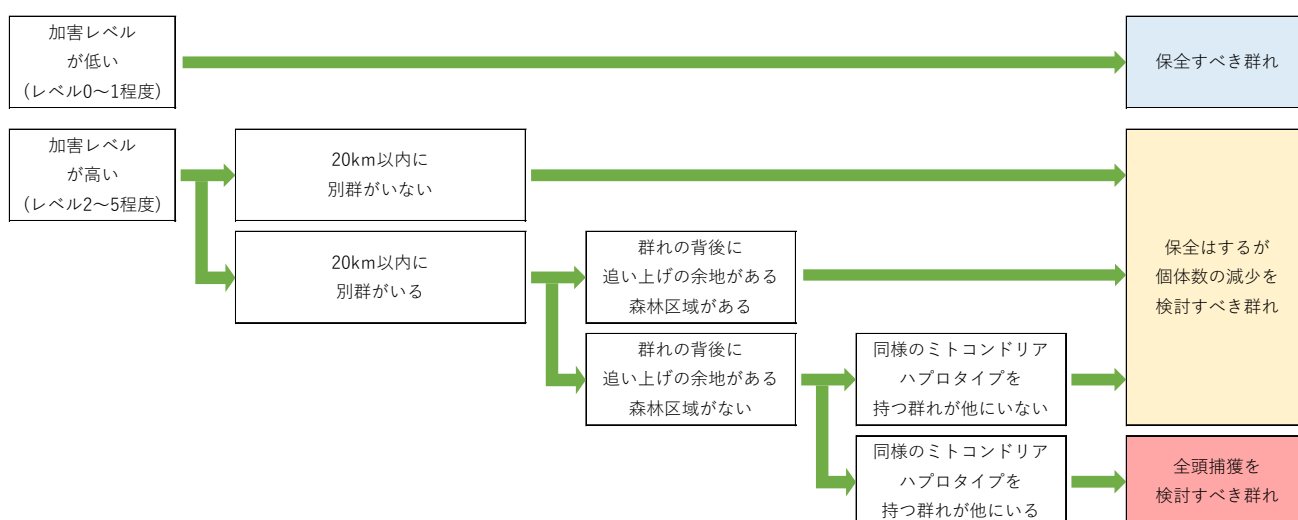 加害レベル
が低い
(レベル0～1程度)
保全すべき群れ
加害レベル
が高い
(レベル2～5程度)
20km以内に
別群がいない
20km以内に
別群がいる
群れの背後に
追い上げの余地がある
森林区域がある
群れの背後に
追い上げの余地がある
森林区域がない
同様のミトコンドリア
ハプロタイプを
持つ群れが他にいない
同様のミトコンドリア
ハプロタイプを
持つ群れが他にいる
保全はするが
個体数の減少を
検討すべき群れ
全頭捕獲を
検討すべき群れ